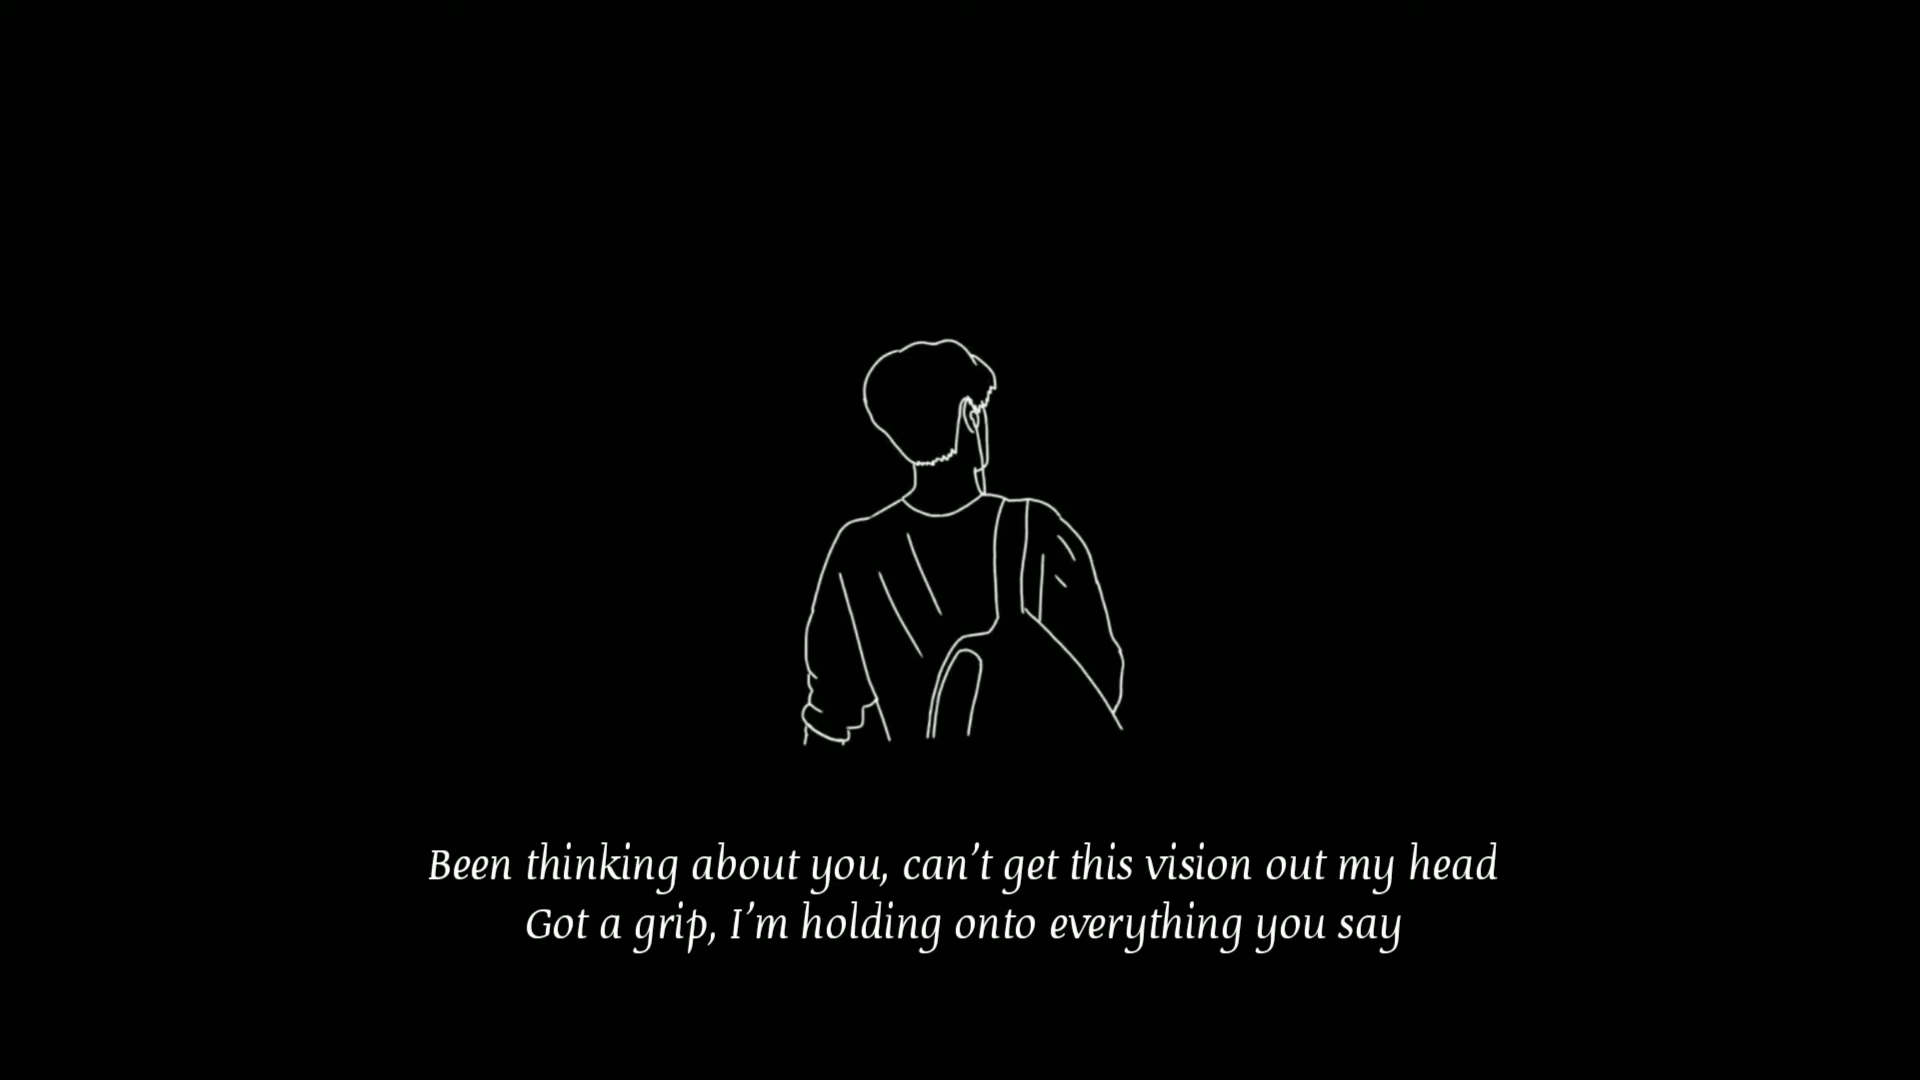 Been thinking about you, can’t get this vision out my head
Got a grip, I’m holding onto everything you say